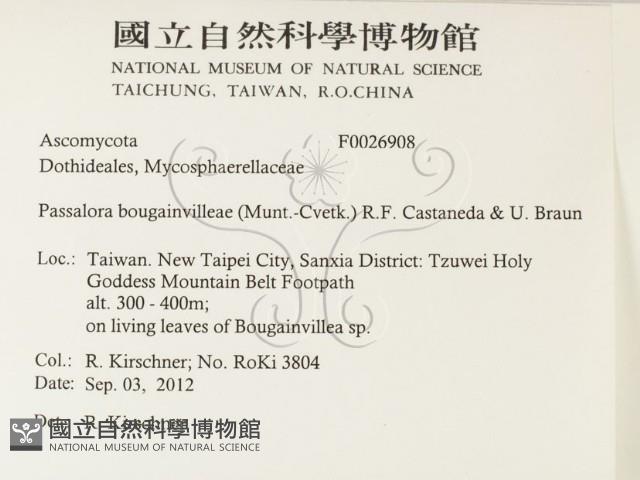 國立自然科學博物館
NATIONAL MUSEUM OF NATURAL SCIENCE
TAICHUNG, TAIWAN, R.O.CHINA
Ascomycota F0026908
Dothideales, Mycosphaerellaceae
Passalora bougainvilleae (Munt.-Cvetk.) R.F. Castaneda & U. Braun
Loc.: Taiwan. New Taipei City, Sanxia District: Tzuwei Holy
Goddess Mountain Belt Footpath
alt. 300 - 400m;
on living leaves of Bougainvillea sp.
Col.: R. Kirschner; No. RoKi 3804
Date: Sep. 03, 2012
Det.: R. Kirschner
國立自然科學博物館
NATIONAL MUSEUM OF NATURAL SCIENCE